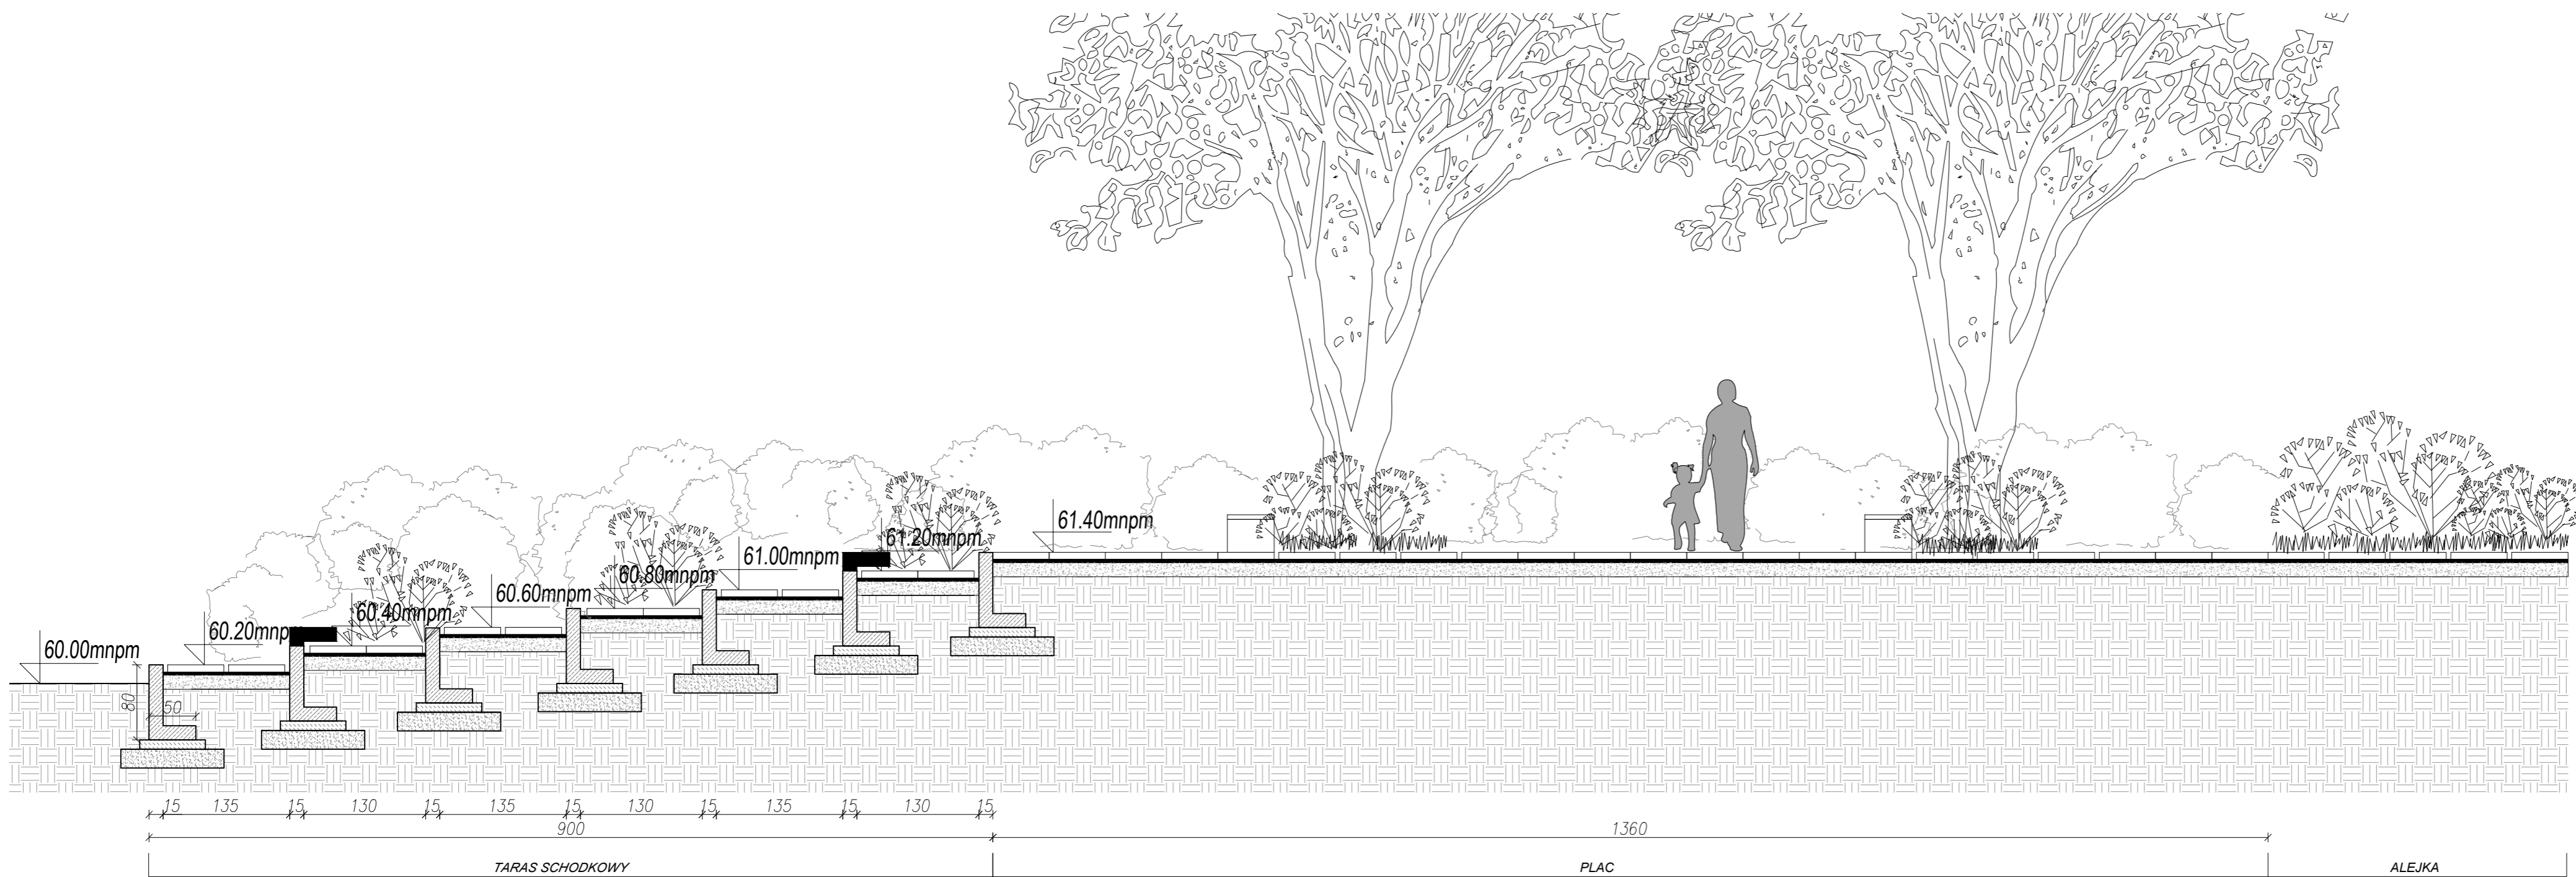 61.40mnpm
61.20mnpm
61.00mnpm
60.80mnpm
60.60mnpm
60.40mnpm
60.20mnpm
60.00mnpm
80
50
15 135 15 130 15 135 15 130 15 135 15 130 15
900 1360
TARAS SCHODKOWY PLAC ALEJKA